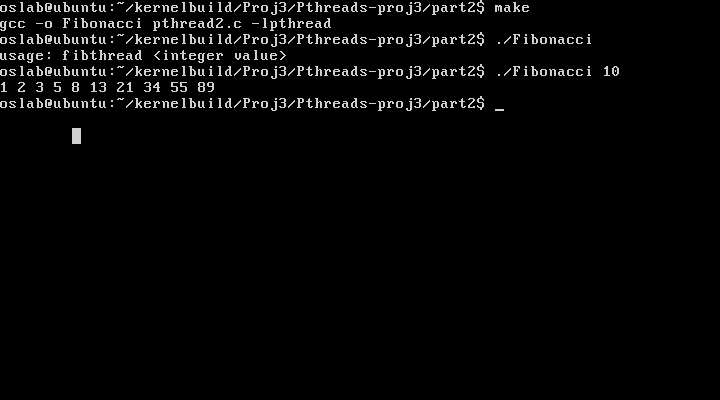 oslab@ubuntu:~/kernelbuild/Proj3/Pthreads-proj3/part2$ make
gcc -o Fibonacci pthread2.c -lpthread
oslab@ubuntu:~/kernelbuild/Proj3/Pthreads-proj3/part2$ ./Fibonacci
usage: fibthread <integer value>
oslab@ubuntu:~/kernelbuild/Proj3/Pthreads-proj3/part2$ ./Fibonacci 10
1 2 3 5 8 13 21 34 55 89
oslab@ubuntu:~/kernelbuild/Proj3/Pthreads-proj3/part2$ _